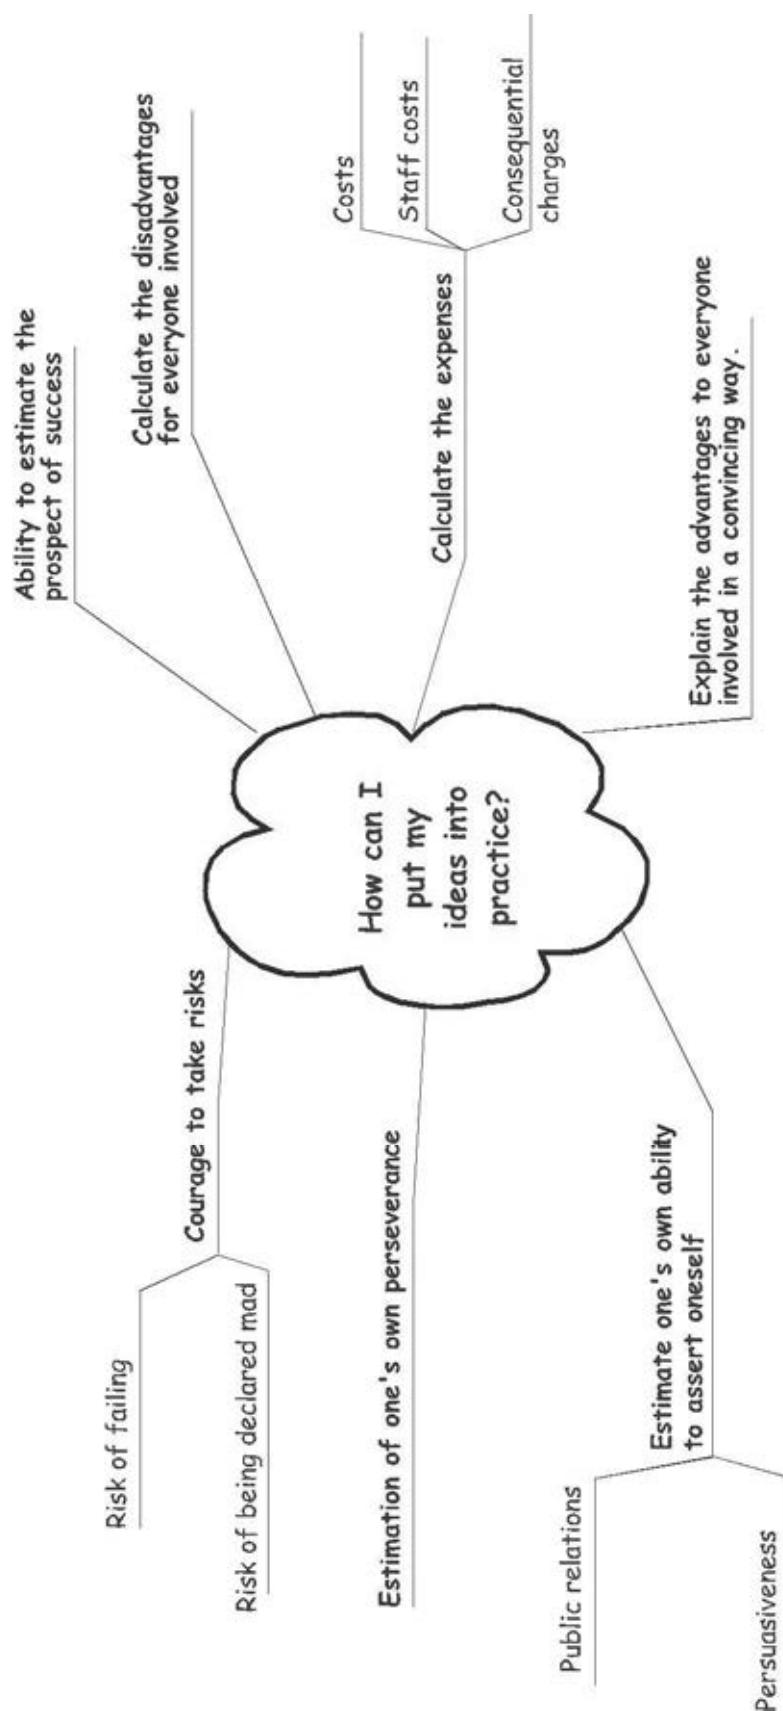 How can I
put my
ideas into
practice?
Courage to take risks
Risk of failing
Risk of being declared mad
Estimation of one's own perseverance
Estimate one's own ability
to assert oneself
Public relations
Persuasiveness
Ability to estimate the
prospect of success
Calculate the disadvantages
for everyone involved
Calculate the expenses
Costs
Staff costs
Consequential
charges
Explain the advantages to everyone
involved in a convincing way.